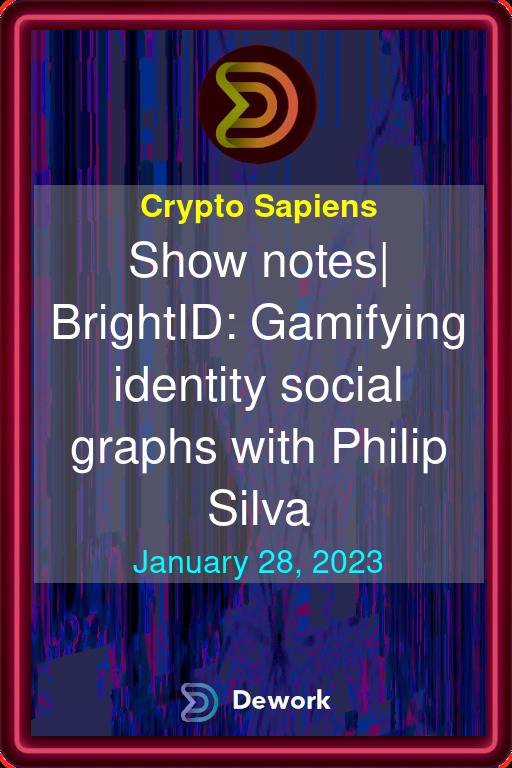 Crypto Sapiens
Show notes|
BrightID: Gamifying
identity social
graphs with Philip
Silva
January 28, 2023
Dework